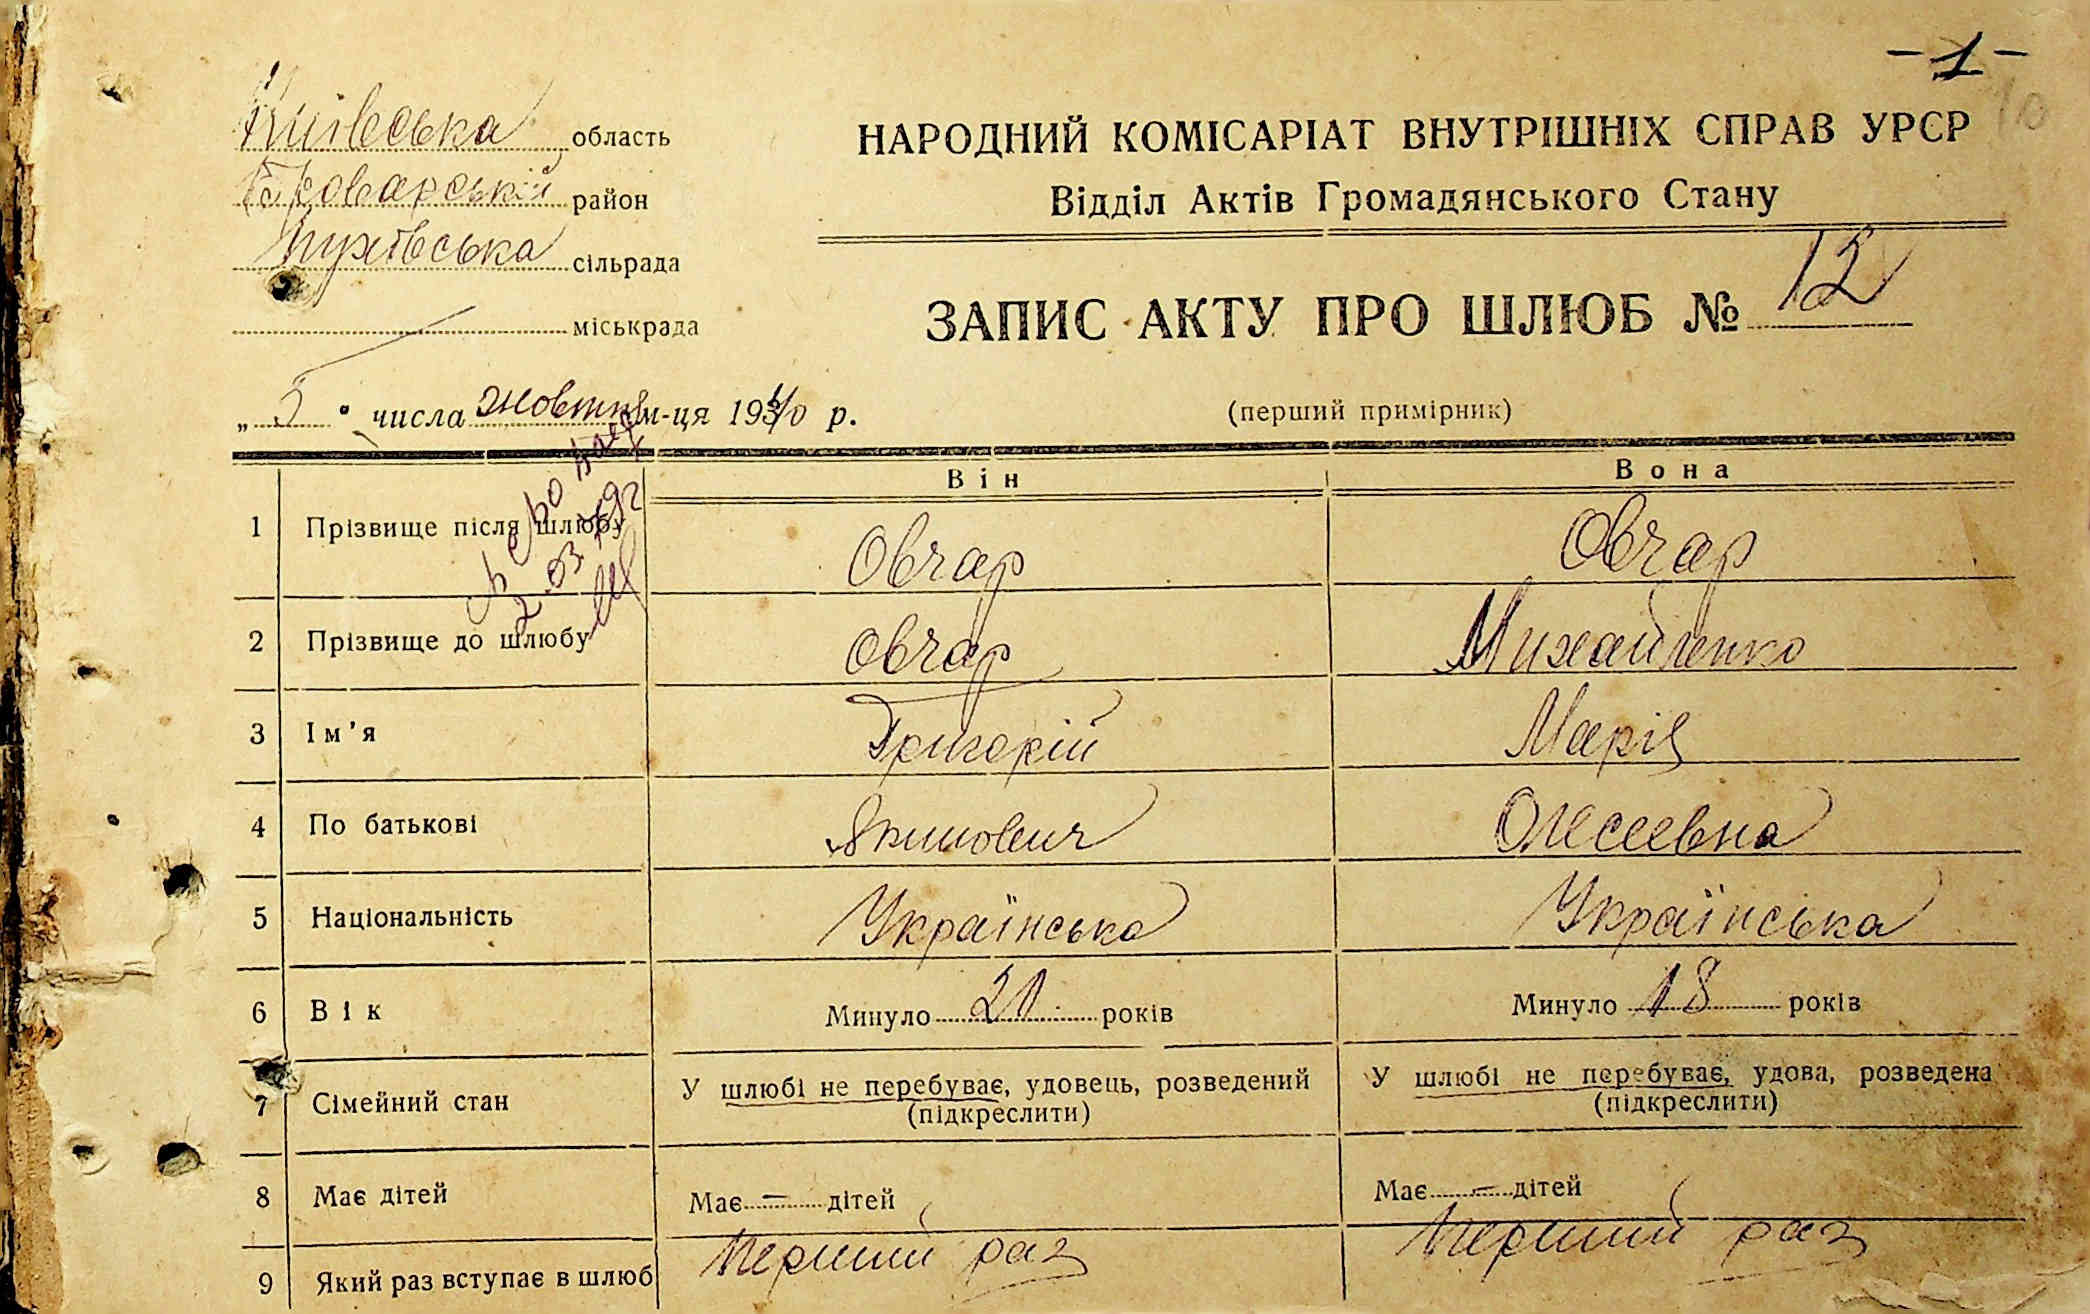 -1-
Київська область
НАРОДНИЙ КОМІСАРІАТ ВНУТРІШНІХ СПРАВ УРСР
Броварський район
Відділ Актів Громадянського Стану
Пухівська сільрада
міськрада
ЗАПИС АКТУ ПРО ШЛЮБ № 12
„ 5 " числа жовтня м-ця 1940 р.
(перший примірник)
Він Вона
1 Прізвище після шлюбу Овчар Овчар
2 Прізвище до шлюбу Овчар Михайленко
3 Ім'я Григорій Марія
4 По батькові Якимович Олєсеевна
5 Національність Українська Українська
6 Вік Минуло 21 років Минуло 18 років
7 Сімейний стан У шлюбі не перебуває, удовець, розведений (підкреслити) У шлюбі не перебуває, удова, розведена (підкреслити)
8 Має дітей Має — дітей Має — дітей
9 Який раз вступає в шлюб Перший раз Перший раз